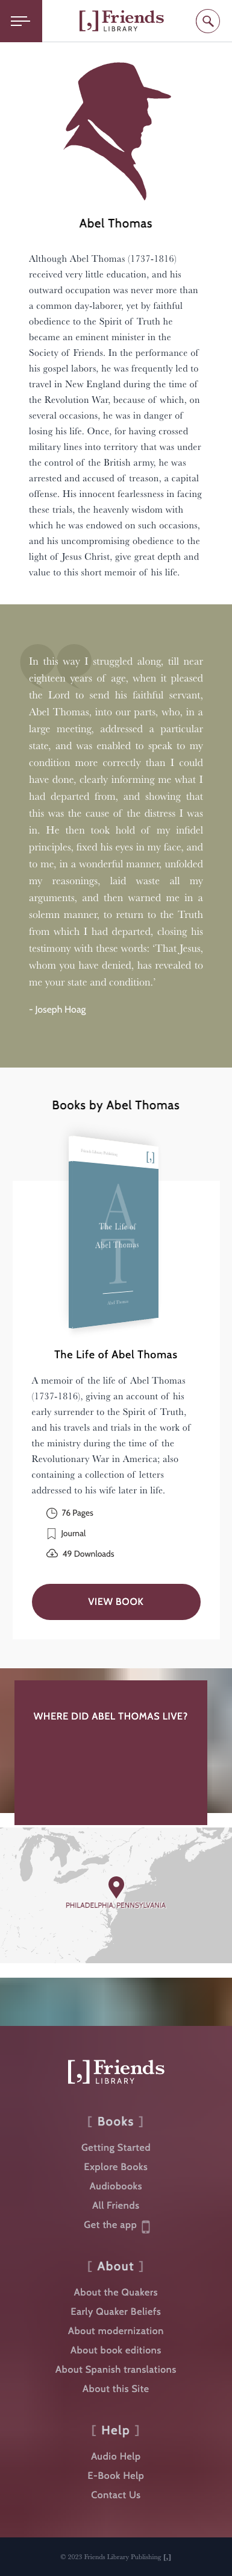 [,] Friends
LIBRARY
Abel Thomas
Although Abel Thomas (1737-1816)
received very little education, and his
outward occupation was never more than
a common day-laborer, yet by faithful
obedience to the Spirit of Truth he
became an eminent minister in the
Society of Friends. In the performance of
his gospel labors, he was frequently led to
travel in New England during the time of
the Revolution War, because of which, on
several occasions, he was in danger of
losing his life. Once, for having crossed
military lines into territory that was under
the control of the British army, he was
arrested and accused of treason, a capital
offense. His innocent fearlessness in facing
these trials, the heavenly wisdom with
which he was endowed on such occasions,
and his uncompromising obedience to the
light of Jesus Christ, give great depth and
value to this short memoir of his life.
In this way I struggled along, till near
eighteen years of age, when it pleased
the Lord to send his faithful servant,
Abel Thomas, into our parts, who, in a
large meeting, addressed a particular
state, and was enabled to speak to my
condition more correctly than I could
have done, clearly informing me what I
had departed from, and showing that
this was the cause of the distress I was
in. He then took hold of my infidel
principles, fixed his eyes in my face, and
to me, in a wonderful manner, unfolded
my reasonings, laid waste all my
arguments, and then warned me in a
solemn manner, to return to the Truth
from which I had departed, closing his
testimony with these words: 'That Jesus,
whom you have denied, has revealed to
me your state and condition.'
- Joseph Hoag
Books by Abel Thomas
[,]
A
T
The Life of
Abel Thomas
Abel Thomas
The Life of Abel Thomas
A memoir of the life of Abel Thomas
(1737-1816), giving an account of his
early surrender to the Spirit of Truth,
and his travels and trials in the work of
the ministry during the time of the
Revolutionary War in America; also
containing a collection of letters
addressed to his wife later in life.
76 Pages
Journal
49 Downloads
VIEW BOOK
WHERE DID ABEL THOMAS LIVE?
PHILADELPHIA, PENNSYLVANIA
[,] Friends
LIBRARY
[ Books ]
Getting Started
Explore Books
Audiobooks
All Friends
Get the app
[ About ]
About the Quakers
Early Quaker Beliefs
About modernization
About book editions
About Spanish translations
About this Site
[ Help ]
Audio Help
E-Book Help
Contact Us
© 2023 Friends Library Publishing [,]